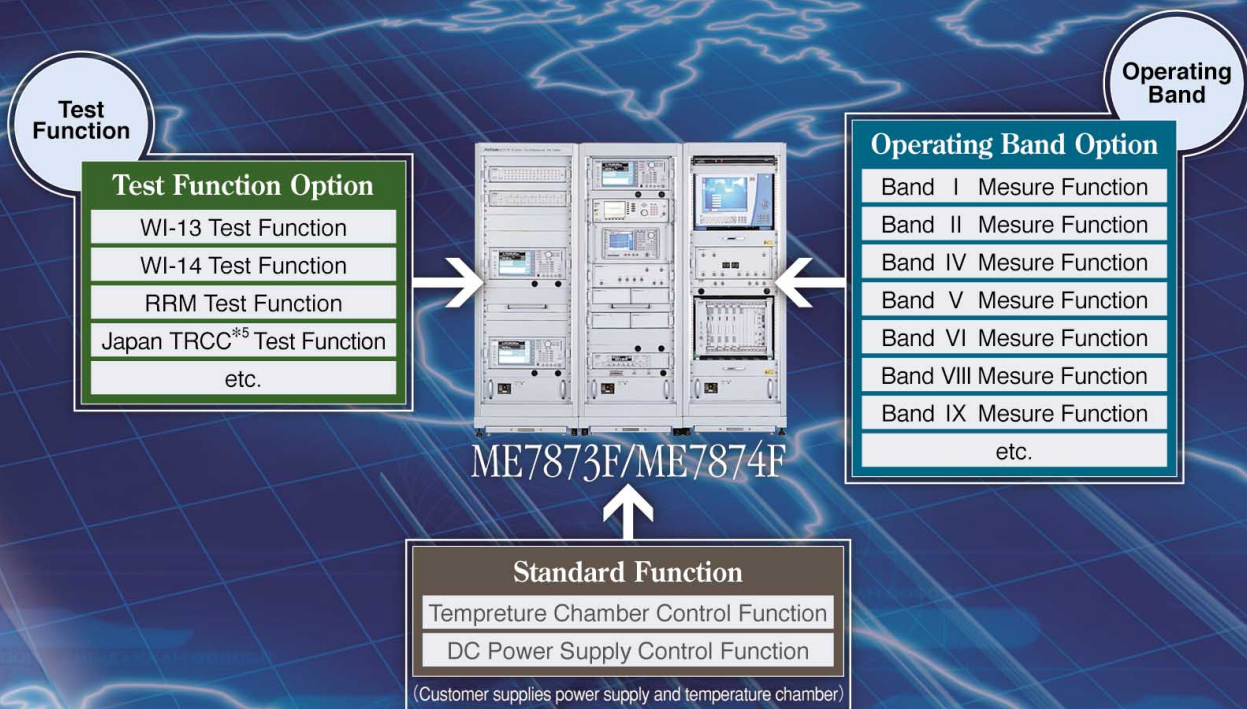 Test
Function
Test Function Option
WI-13 Test Function
WI-14 Test Function
RRM Test Function
Japan TRCC*5 Test Function
etc.
Operating
Band
Operating Band Option
Band I Mesure Function
Band II Mesure Function
Band IV Mesure Function
Band V Mesure Function
Band VI Mesure Function
Band VIII Mesure Function
Band IX Mesure Function
etc.
ME7873F/ME7874F
Standard Function
Tempreture Chamber Control Function
DC Power Supply Control Function
(Customer supplies power supply and temperature chamber)